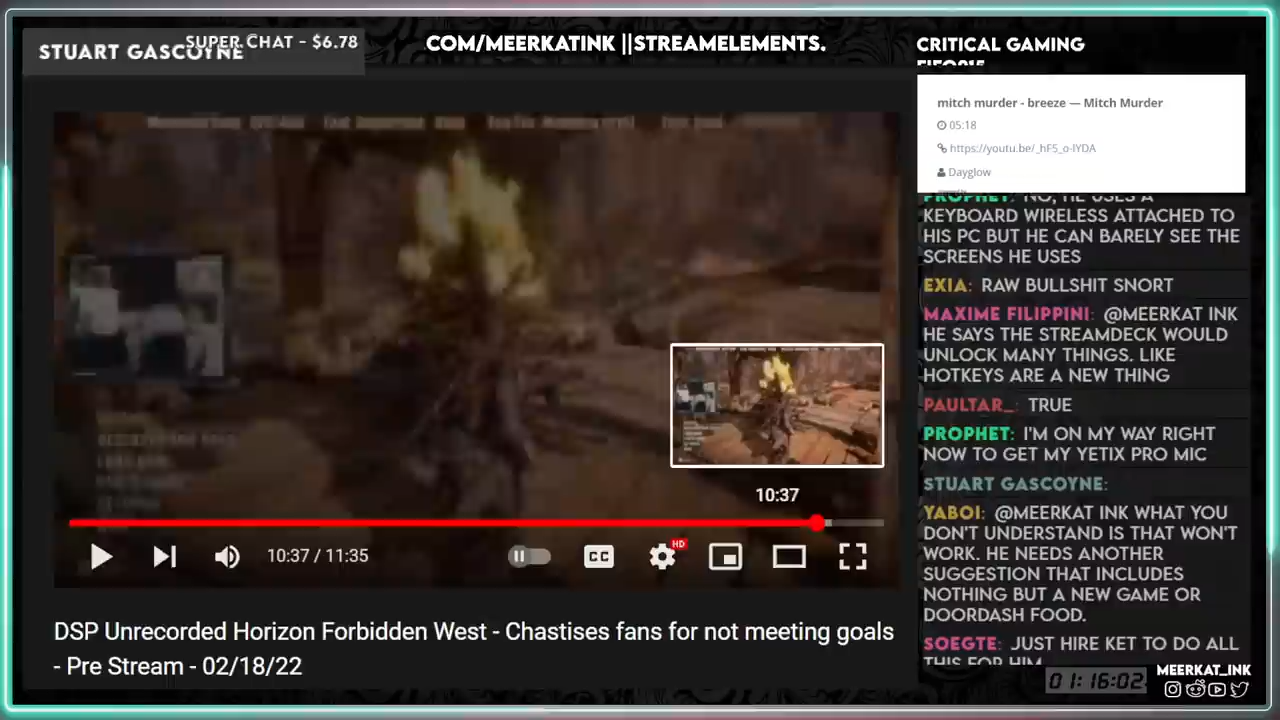 STUART GASCOYNE
SUPER CHAT - $6.78
COM/MEERKATINK ||STREAMELEMENTS.
CRITICAL GAMING
mitch murder - breeze — Mitch Murder
05:18
https://youtu.be/_hF5_o-lYDA
Dayglow
PROPHET: NO, HE USES A
KEYBOARD WIRELESS ATTACHED TO
HIS PC BUT HE CAN BARELY SEE THE
SCREENS HE USES
EXIA: RAW BULLSHIT SNORT
MAXIME FILIPPINI: @MEERKAT INK
HE SAYS THE STREAMDECK WOULD
UNLOCK MANY THINGS. LIKE
HOTKEYS ARE A NEW THING
PAULTAR_: TRUE
PROPHET: I'M ON MY WAY RIGHT
NOW TO GET MY YETIX PRO MIC
STUART GASCOYNE:
YABOI: @MEERKAT INK WHAT YOU
DON'T UNDERSTAND IS THAT WON'T
WORK. HE NEEDS ANOTHER
SUGGESTION THAT INCLUDES
NOTHING BUT A NEW GAME OR
DOORDASH FOOD.
SOEGTE: JUST HIRE KET TO DO ALL
THIS FOR HIM
10:37
10:37 / 11:35
CC
HD
DSP Unrecorded Horizon Forbidden West - Chastises fans for not meeting goals
- Pre Stream - 02/18/22
01:16:02
MEERKAT_INK